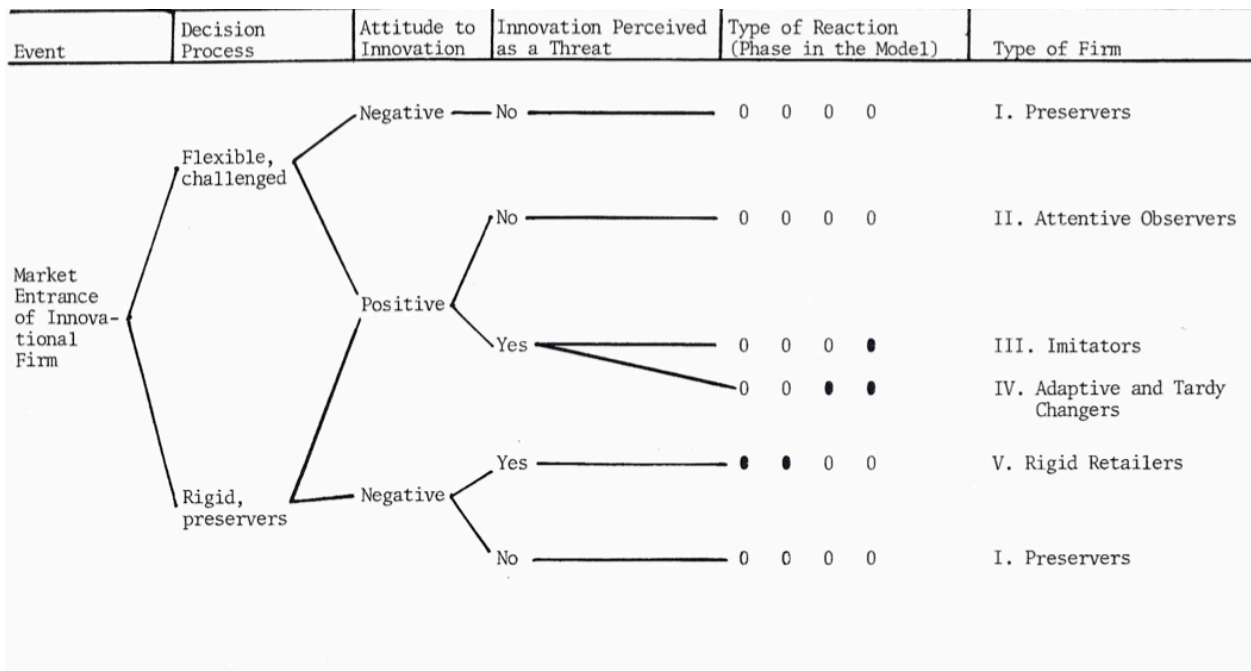 Event
Decision
Process
Attitude to
Innovation
Innovation Perceived
as a Threat
Type of Reaction
(Phase in the Model)
Type of Firm
Negative
No
0 0 0 0
I. Preservers
Flexible,
challenged
No
0 0 0 0
II. Attentive Observers
Market
Entrance
of Innova-
tional
Firm
Positive
Yes
0 0 0
III. Imitators
0 0
IV. Adaptive and Tardy
Changers
Yes
0 0
V. Rigid Retailers
Rigid,
preservers
Negative
No
0 0 0 0
I. Preservers